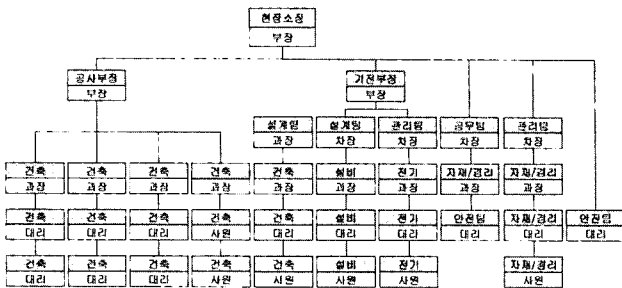 현장소장
부장
공사부장
부장
기전부장
부장
설계팀 설계팀 관리팀 공무팀 관리팀
과장 차장 차장 차장 차장
건축 건축 건축 건축 건축 설비 전기 자재/경리 자재/경리
과장 과장 과장 과장 과장 과장 과장 과장 과장
건축 건축 건축 건축 건축 설비 전기 안전팀 자재/경리 안전팀
대리 대리 대리 사원 대리 대리 대리 대리 대리 대리
건축 건축 건축 건축 건축 설비 전기 자재/경리
대리 대리 대리 사원 사원 사원 사원 사원